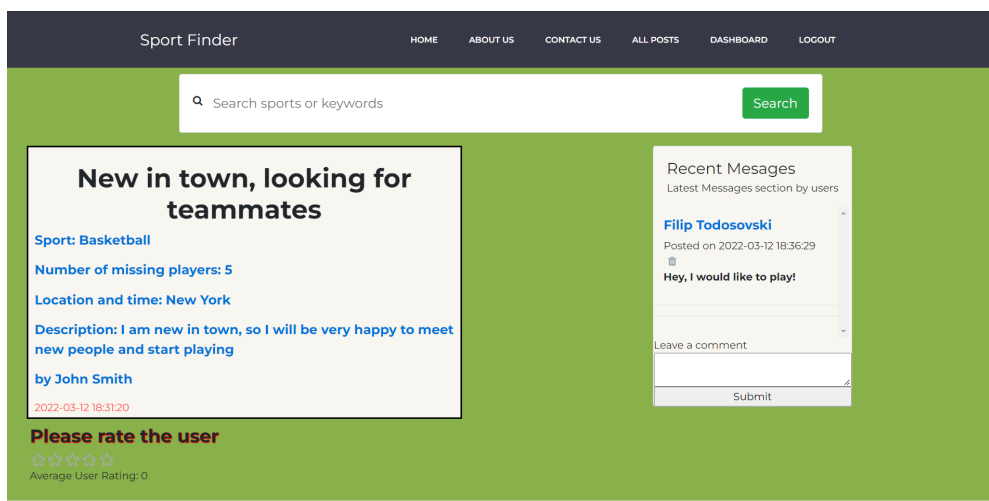 Sport Finder
HOME ABOUT US CONTACT US ALL POSTS DASHBOARD LOGOUT
Search sports or keywords
Search
New in town, looking for
teammates
Sport: Basketball
Number of missing players: 5
Location and time: New York
Description: I am new in town, so I will be very happy to meet
new people and start playing
by John Smith
2022-03-12 18:31:20
Please rate the user
Average User Rating: 0
Recent Mesages
Latest Messages section by users
Filip Todosovski
Posted on 2022-03-12 18:36:29
Hey, I would like to play!
Leave a comment
Submit